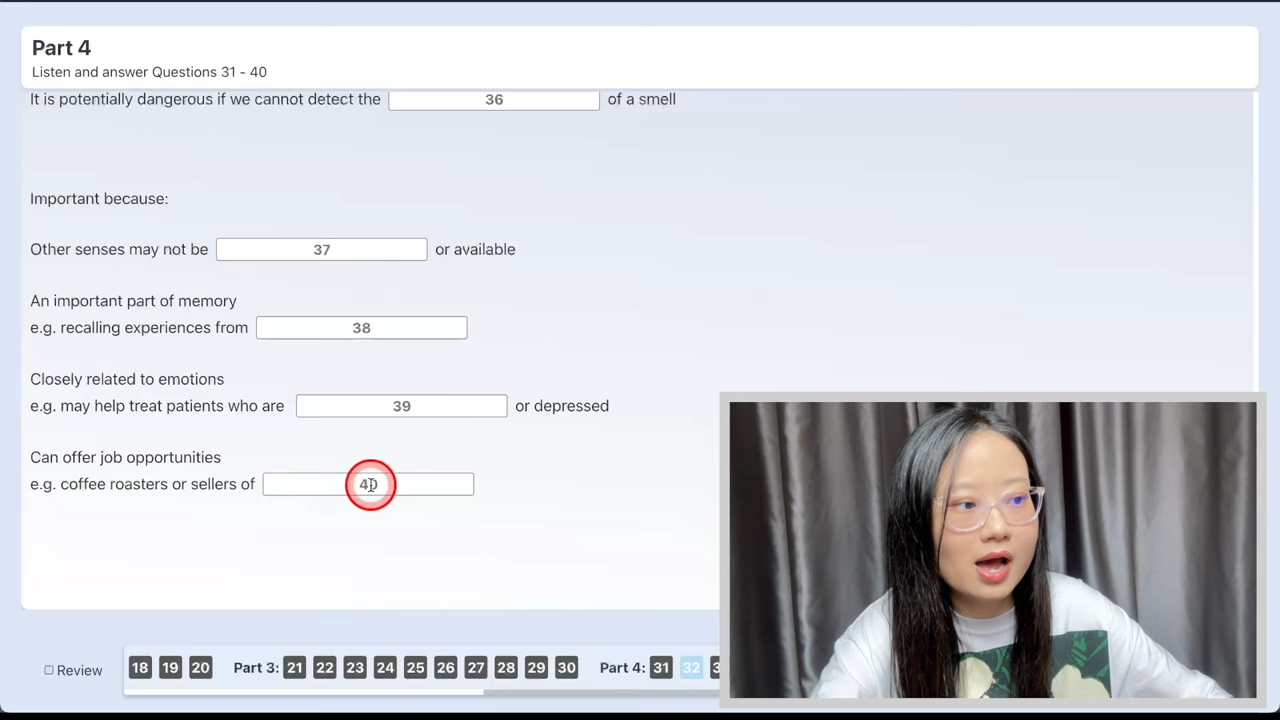 Part 4
Listen and answer Questions 31 - 40
It is potentially dangerous if we cannot detect the 36 of a smell
Important because:
Other senses may not be 37 or available
An important part of memory
e.g. recalling experiences from 38
Closely related to emotions
e.g. may help treat patients who are 39 or depressed
Can offer job opportunities
e.g. coffee roasters or sellers of 40
Review 18 19 20 Part 3: 21 22 23 24 25 26 27 28 29 30 Part 4: 31 32